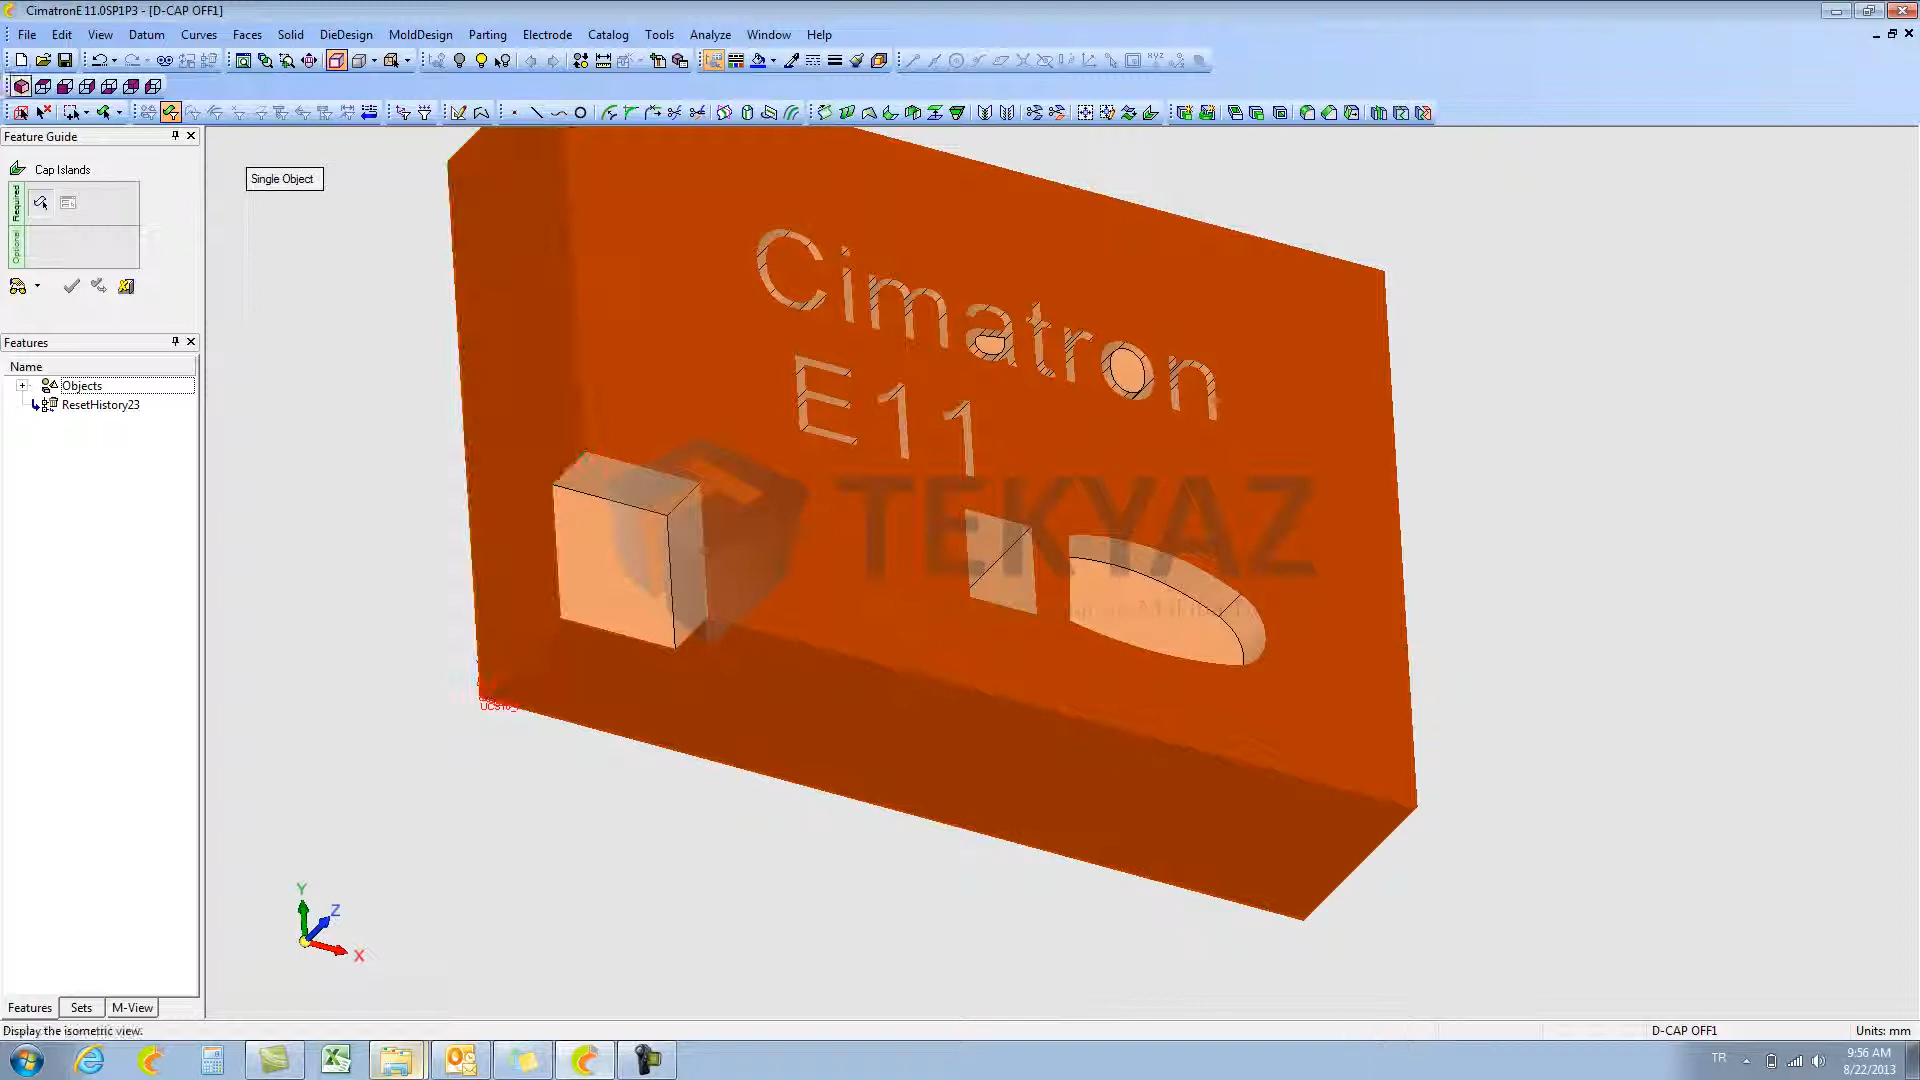 CimatronE 11.0SP1P3 - [D-CAP OFF1]
File Edit View Datum Curves Faces Solid DieDesign MoldDesign Parting Electrode Catalog Tools Analyze Window Help
Feature Guide
Cap Islands
Required
Optional
Single Object
Features
Name
Objects
ResetHistory23
Cimatron
E11
TEKYAZ
Y
Z
X
Features Sets M-View
Display the isometric view.
D-CAP OFF1
Units: mm
TR
9:56 AM
8/22/2013